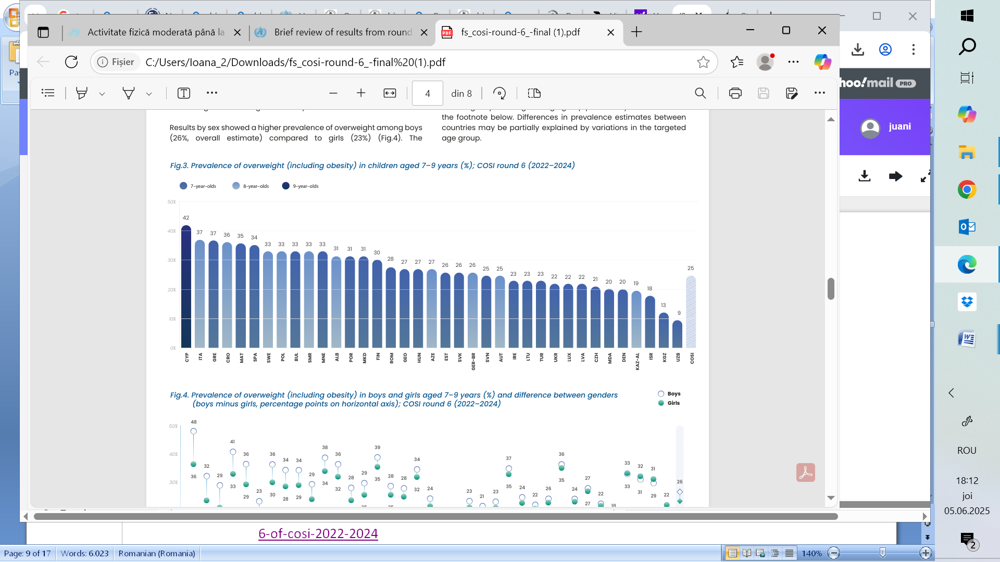 Activitate fizică moderată până la
Brief review of results from round
fs_cosi-round-6_-final (1).pdf
Fișier
C:/Users/Ioana_2/Downloads/fs_cosi-round-6_-final%20(1).pdf
4
din 8
mail PRO
juani
the footnote below. Differences in prevalence estimates between
countries may be partially explained by variations in the targeted
age group.
Results by sex showed a higher prevalence of overweight among boys
(26%, overall estimate) compared to girls (23%) (Fig.4). The
Fig.3. Prevalence of overweight (including obesity) in children aged 7–9 years (%); COSI round 6 (2022–2024)
7-year-olds 8-year-olds 9-year-olds
50%
40%
30%
20%
10%
0%
42 37 37 36 35 34 33 33 33 33 33 31 31 31 30 28 27 27 27 26 26 26 25 25 23 23 23 22 22 22 21 20 20 19 18 13 9 25
CYP ITA GRE CRO MAT SPA SWE POL BUL SMR MNE ALB POR MKD FIN ROM GEO HUN AZE EST SVK GER-BR SVN AUT IRE LTU TUR UKR LUX LVA CZH MDA DEN KAZ-AL ISR KGZ UZB COSI
Fig.4. Prevalence of overweight (including obesity) in boys and girls aged 7–9 years (%) and difference between genders
(boys minus girls, percentage points on horizontal axis); COSI round 6 (2022–2024)
Boys
Girls
50%
40%
30%
48 32 29 41 36 23 36 34 34 29 38 36 28 29 39 28 28 34 24 23 21 23 37 24 22 26 36 24 27 22 18 33 32 31 22 26
36 33 29 30 28 29 34 32 35 32 35 35 27 33 31 29
6-of-cosi-2022-2024
Page: 9 of 17
Words: 6.023
Romanian (Romania)
140%
ROU
18:12
joi
05.06.2025
2